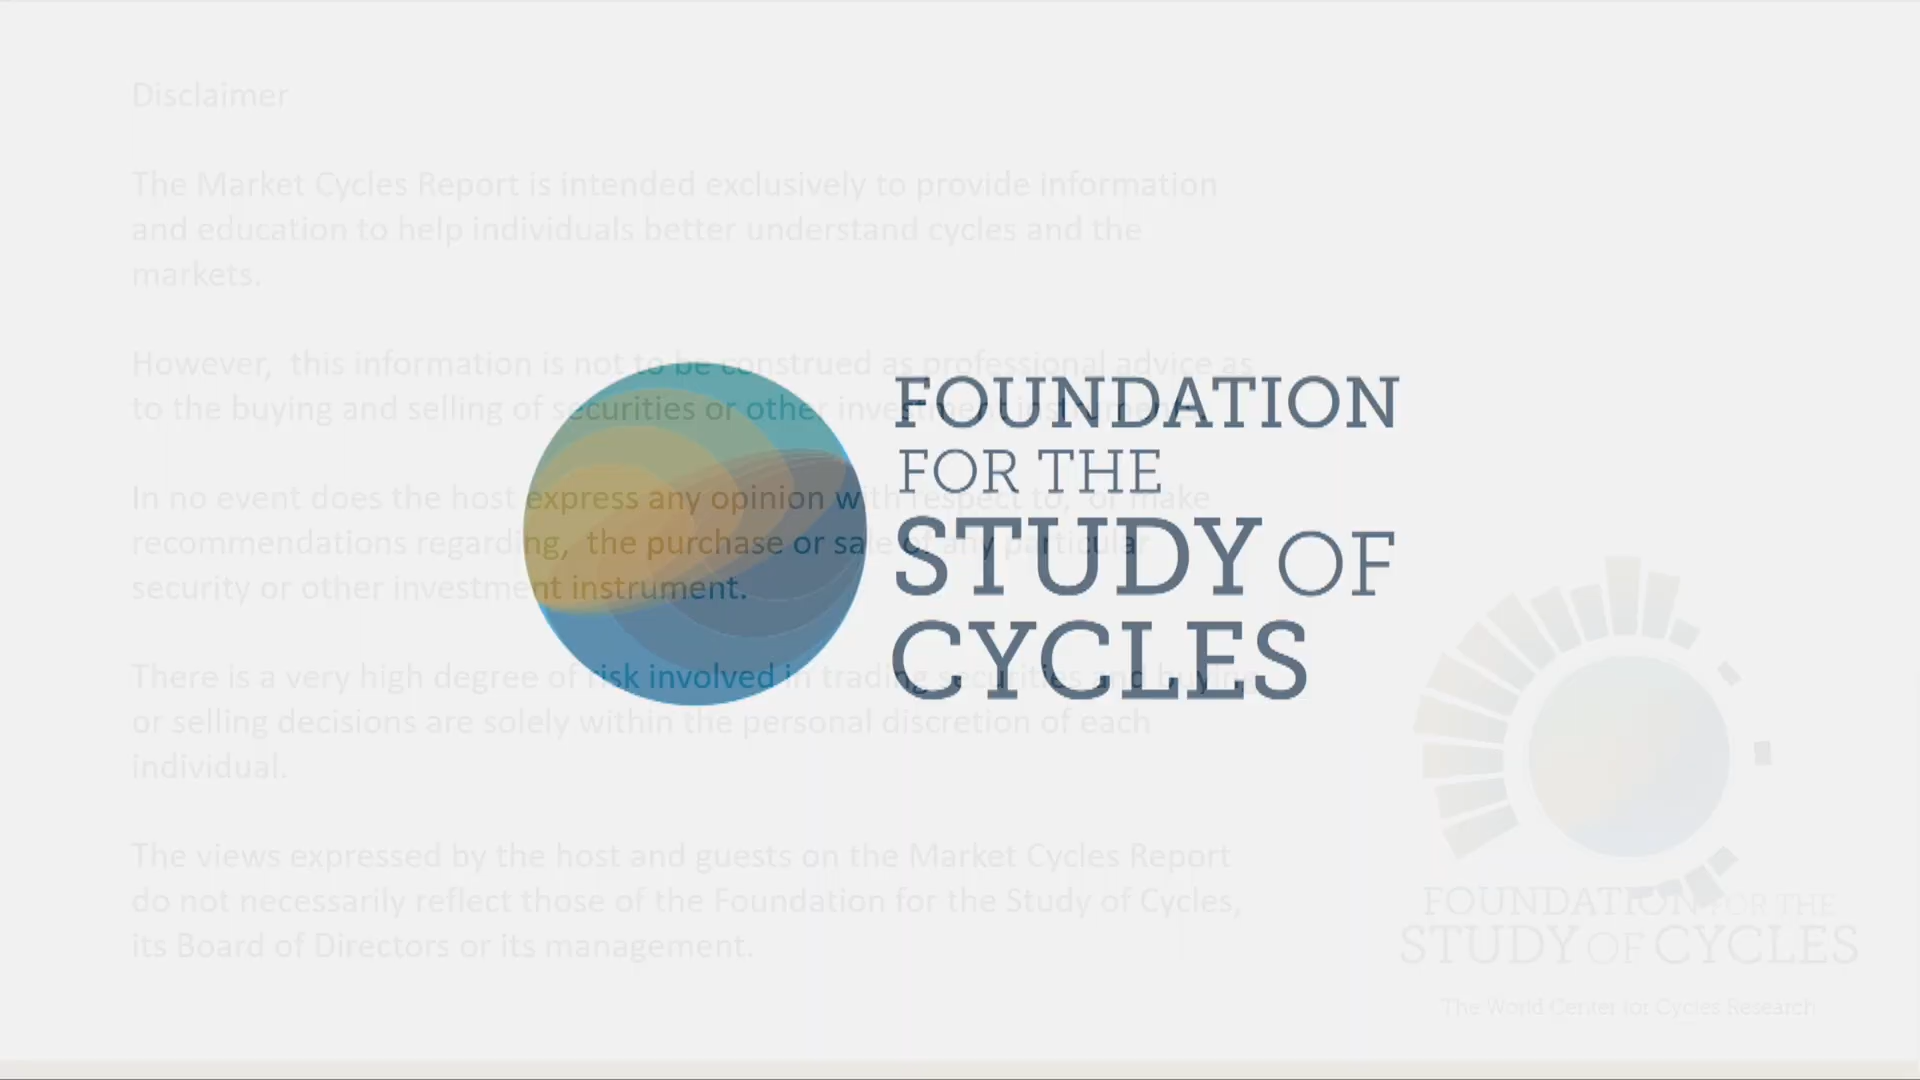 Disclaimer
The Market Cycles Report is intended exclusively to provide information
and education to help individuals better understand cycles and the
markets.
However, this information is not to be construed as professional advice as
to the buying and selling of securities or other investment instruments.
In no event does the host express any opinion with respect to, or make
recommendations regarding, the purchase or sale of any particular
security or other investment instrument.
There is a very high degree of risk involved in trading securities and buying
or selling decisions are solely within the personal discretion of each
individual.
The views expressed by the host and guests on the Market Cycles Report
do not necessarily reflect those of the Foundation for the Study of Cycles,
its Board of Directors or its management.
FOUNDATION
FOR THE
STUDY OF
CYCLES
FOUNDATION FOR THE
STUDY OF CYCLES
The World Center for Cycles Research